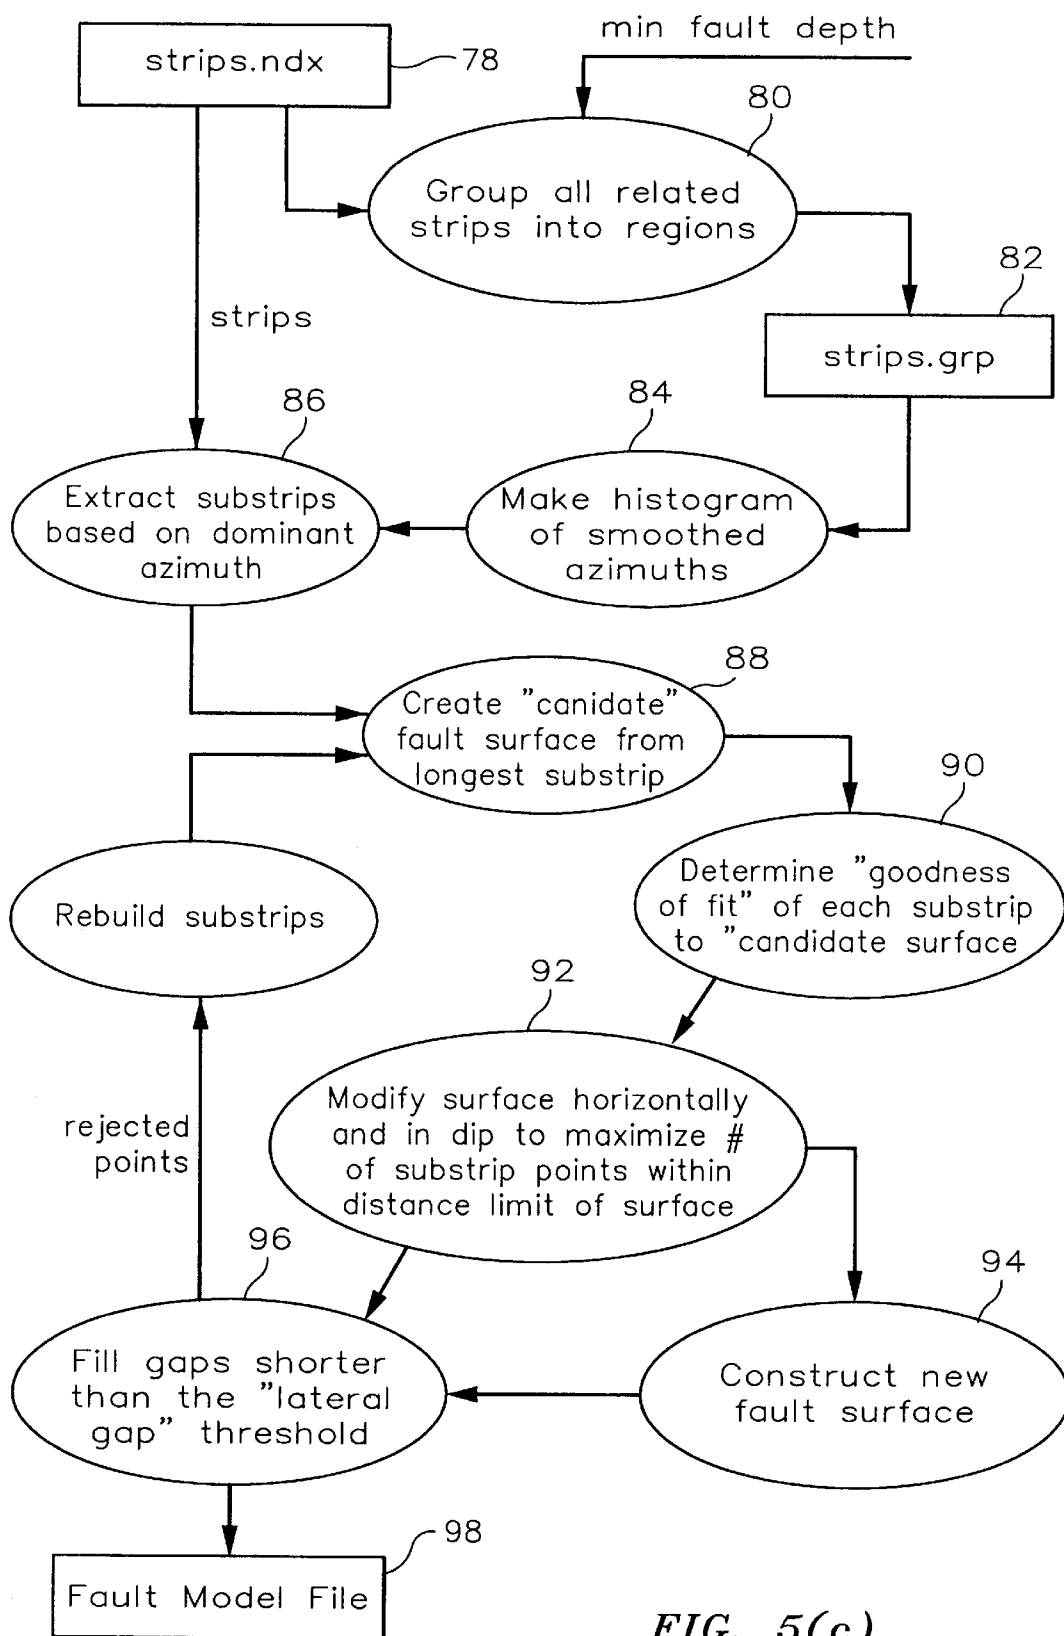 min fault depth
strips.ndx
78
80
Group all related
strips into regions
82
strips
strips.grp
86
84
Extract substrips
based on dominant
azimuth
Make histogram
of smoothed
azimuths
88
Create "canidate"
fault surface from
longest substrip
90
Determine "goodness
of fit" of each substrip
to "candidate surface
Rebuild substrips
92
Modify surface horizontally
and in dip to maximize #
of substrip points within
distance limit of surface
rejected
points
96
94
Fill gaps shorter
than the "lateral
gap" threshold
Construct new
fault surface
98
Fault Model File
FIG. 5(c)